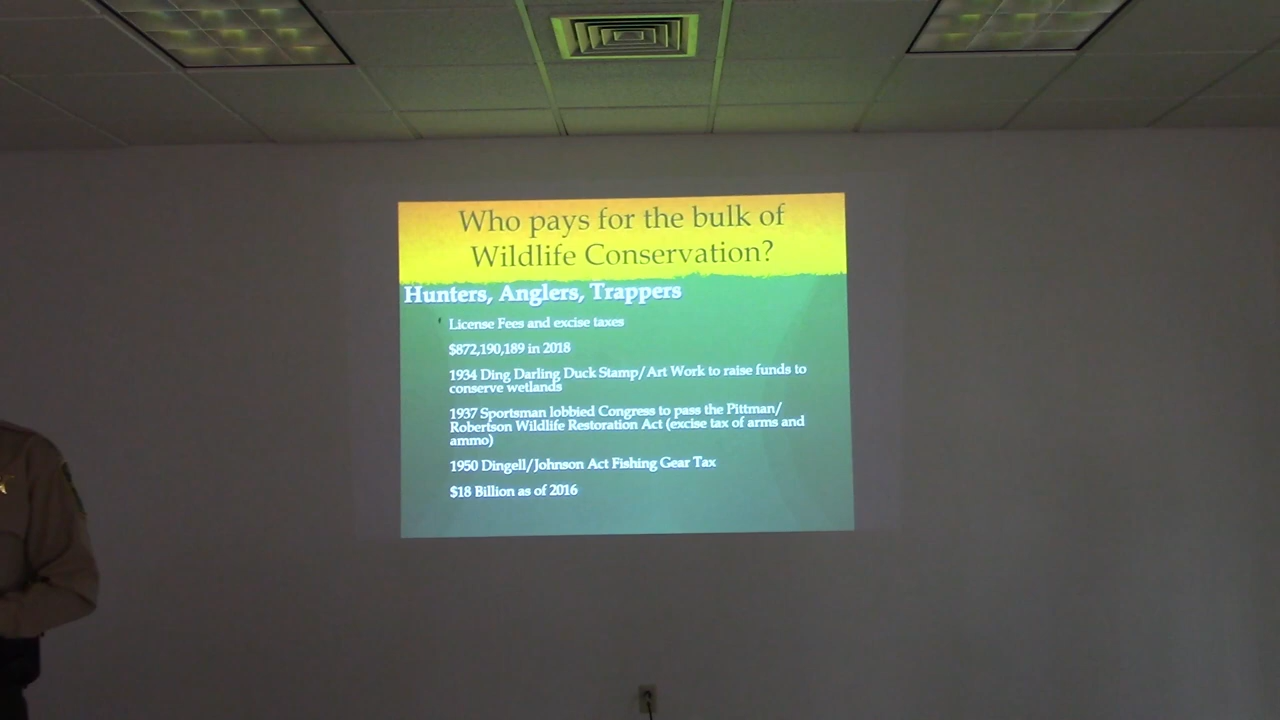 Who pays for the bulk of
Wildlife Conservation?
Hunters, Anglers, Trappers
License Fees and excise taxes
$872,190,189 in 2018
1934 Ding Darling Duck Stamp/Art Work to raise funds to
conserve wetlands
1937 Sportsman lobbied Congress to pass the Pittman/
Robertson Wildlife Restoration Act (excise tax of arms and
ammo)
1950 Dingell/Johnson Act Fishing Gear Tax
$18 Billion as of 2016